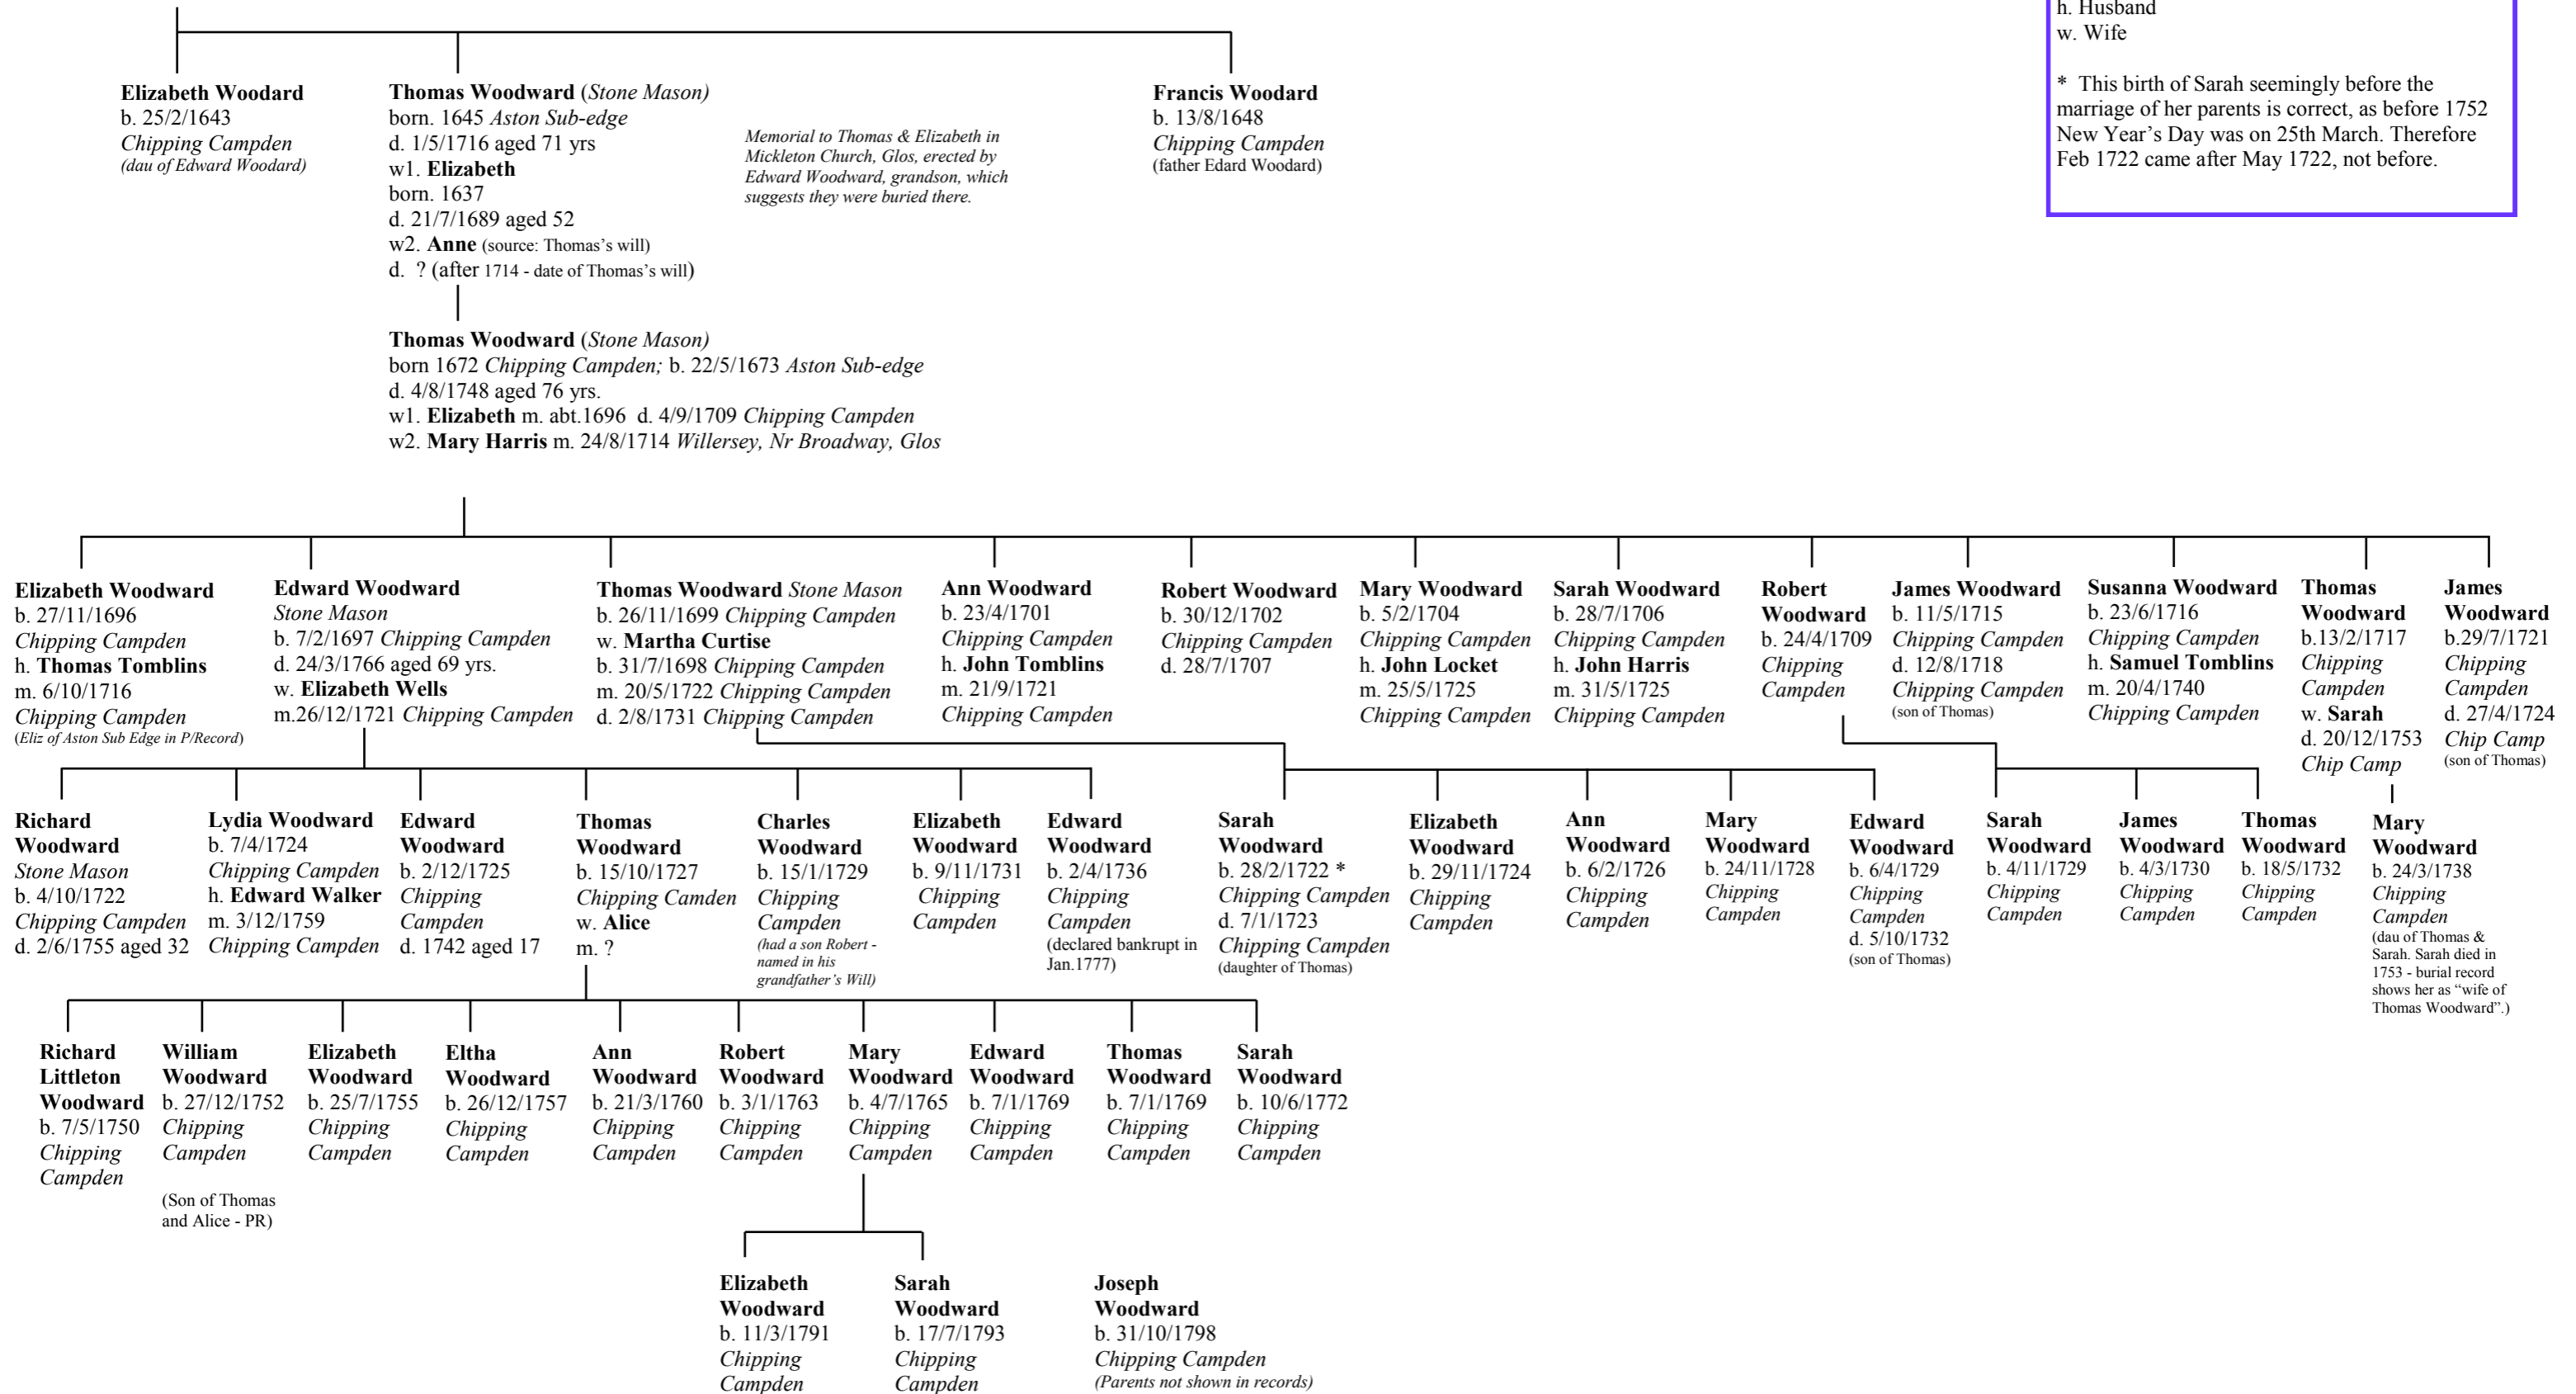 h. Husband
w. Wife
* This birth of Sarah seemingly before the
marriage of her parents is correct, as before 1752
New Year's Day was on 25th March. Therefore
Feb 1722 came after May 1722, not before.
Elizabeth Woodard
b. 25/2/1643
Chipping Campden
(dau of Edward Woodard)
Thomas Woodward (Stone Mason)
born. 1645 Aston Sub-edge
d. 1/5/1716 aged 71 yrs
w1. Elizabeth
born. 1637
d. 21/7/1689 aged 52
w2. Anne (source: Thomas's will)
d. ? (after 1714 - date of Thomas's will)
Memorial to Thomas & Elizabeth in
Mickleton Church, Glos, erected by
Edward Woodward, grandson, which
suggests they were buried there.
Francis Woodard
b. 13/8/1648
Chipping Campden
(father Edard Woodard)
Thomas Woodward (Stone Mason)
born 1672 Chipping Campden; b. 22/5/1673 Aston Sub-edge
d. 4/8/1748 aged 76 yrs.
w1. Elizabeth m. abt.1696 d. 4/9/1709 Chipping Campden
w2. Mary Harris m. 24/8/1714 Willersey, Nr Broadway, Glos
Elizabeth Woodward
b. 27/11/1696
Chipping Campden
h. Thomas Tomblins
m. 6/10/1716
Chipping Campden
(Eliz of Aston Sub Edge in P/Record)
Edward Woodward
Stone Mason
b. 7/2/1697 Chipping Campden
d. 24/3/1766 aged 69 yrs.
w. Elizabeth Wells
m.26/12/1721 Chipping Campden
Thomas Woodward Stone Mason
b. 26/11/1699 Chipping Campden
w. Martha Curtise
b. 31/7/1698 Chipping Campden
m. 20/5/1722 Chipping Campden
d. 2/8/1731 Chipping Campden
Ann Woodward
b. 23/4/1701
Chipping Campden
h. John Tomblins
m. 21/9/1721
Chipping Campden
Robert Woodward
b. 30/12/1702
Chipping Campden
d. 28/7/1707
Mary Woodward
b. 5/2/1704
Chipping Campden
h. John Locket
m. 25/5/1725
Chipping Campden
Sarah Woodward
b. 28/7/1706
Chipping Campden
h. John Harris
m. 31/5/1725
Chipping Campden
Robert
Woodward
b. 24/4/1709
Chipping
Campden
James Woodward
b. 11/5/1715
Chipping Campden
d. 12/8/1718
Chipping Campden
(son of Thomas)
Susanna Woodward
b. 23/6/1716
Chipping Campden
h. Samuel Tomblins
m. 20/4/1740
Chipping Campden
Thomas
Woodward
b.13/2/1717
Chipping
Campden
w. Sarah
d. 20/12/1753
Chip Camp
James
Woodward
b.29/7/1721
Chipping
Campden
d. 27/4/1724
Chip Camp
(son of Thomas)
Richard
Woodward
Stone Mason
b. 4/10/1722
Chipping Campden
d. 2/6/1755 aged 32
Lydia Woodward
b. 7/4/1724
Chipping Campden
h. Edward Walker
m. 3/12/1759
Chipping Campden
Edward
Woodward
b. 2/12/1725
Chipping
Campden
d. 1742 aged 17
Thomas
Woodward
b. 15/10/1727
Chipping Camden
w. Alice
m. ?
Charles
Woodward
b. 15/1/1729
Chipping
Campden
(had a son Robert -
named in his
grandfather's Will)
Elizabeth
Woodward
b. 9/11/1731
Chipping
Campden
Edward
Woodward
b. 2/4/1736
Chipping
Campden
(declared bankrupt in
Jan.1777)
Sarah
Woodward
b. 28/2/1722 *
Chipping Campden
d. 7/1/1723
Chipping Campden
(daughter of Thomas)
Elizabeth
Woodward
b. 29/11/1724
Chipping
Campden
Ann
Woodward
b. 6/2/1726
Chipping
Campden
Mary
Woodward
b. 24/11/1728
Chipping
Campden
Edward
Woodward
b. 6/4/1729
Chipping
Campden
d. 5/10/1732
(son of Thomas)
Sarah
Woodward
b. 4/11/1729
Chipping
Campden
James
Woodward
b. 4/3/1730
Chipping
Campden
Thomas
Woodward
b. 18/5/1732
Chipping
Campden
Mary
Woodward
b. 24/3/1738
Chipping
Campden
(dau of Thomas &
Sarah. Sarah died in
1753 - burial record
shows her as "wife of
Thomas Woodward".)
Richard
Littleton
Woodward
b. 7/5/1750
Chipping
Campden
William
Woodward
b. 27/12/1752
Chipping
Campden
(Son of Thomas
and Alice - PR)
Elizabeth
Woodward
b. 25/7/1755
Chipping
Campden
Eltha
Woodward
b. 26/12/1757
Chipping
Campden
Ann
Woodward
b. 21/3/1760
Chipping
Campden
Robert
Woodward
b. 3/1/1763
Chipping
Campden
Mary
Woodward
b. 4/7/1765
Chipping
Campden
Edward
Woodward
b. 7/1/1769
Chipping
Campden
Thomas
Woodward
b. 7/1/1769
Chipping
Campden
Sarah
Woodward
b. 10/6/1772
Chipping
Campden
Elizabeth
Woodward
b. 11/3/1791
Chipping
Campden
Sarah
Woodward
b. 17/7/1793
Chipping
Campden
Joseph
Woodward
b. 31/10/1798
Chipping Campden
(Parents not shown in records)